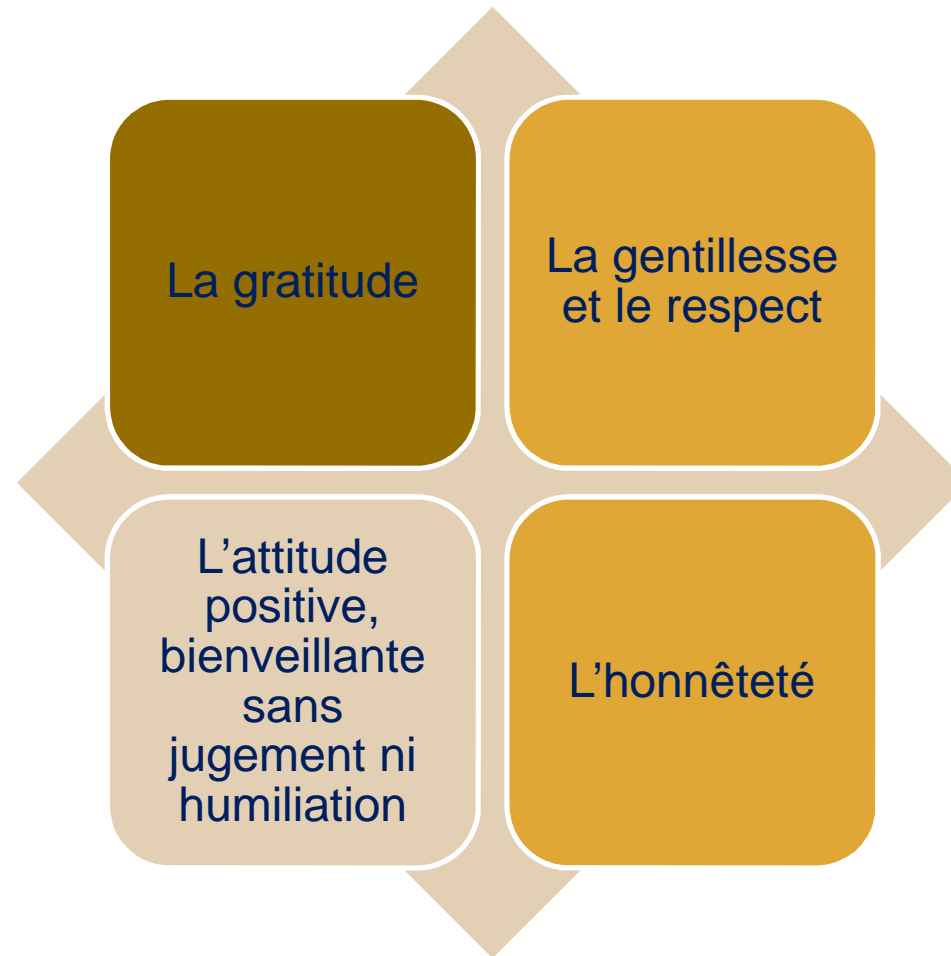 La gratitude
La gentillesse
et le respect
L’attitude
positive,
bienveillante
sans
jugement ni
humiliation
L’honnêteté